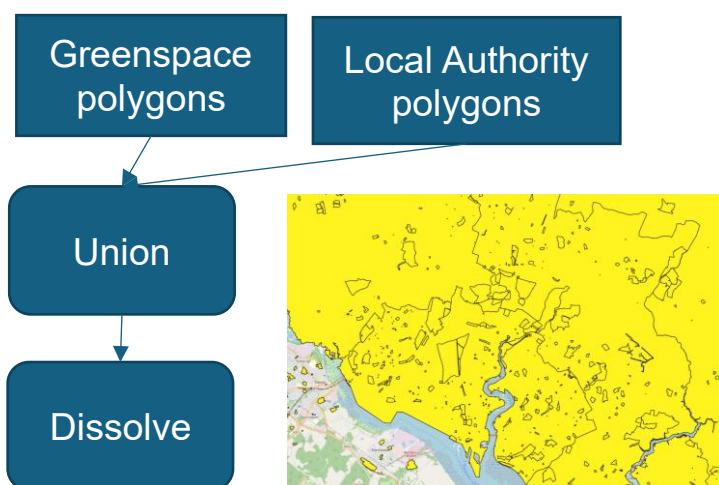 Greenspace
polygons
Local Authority
polygons
Union
Dissolve